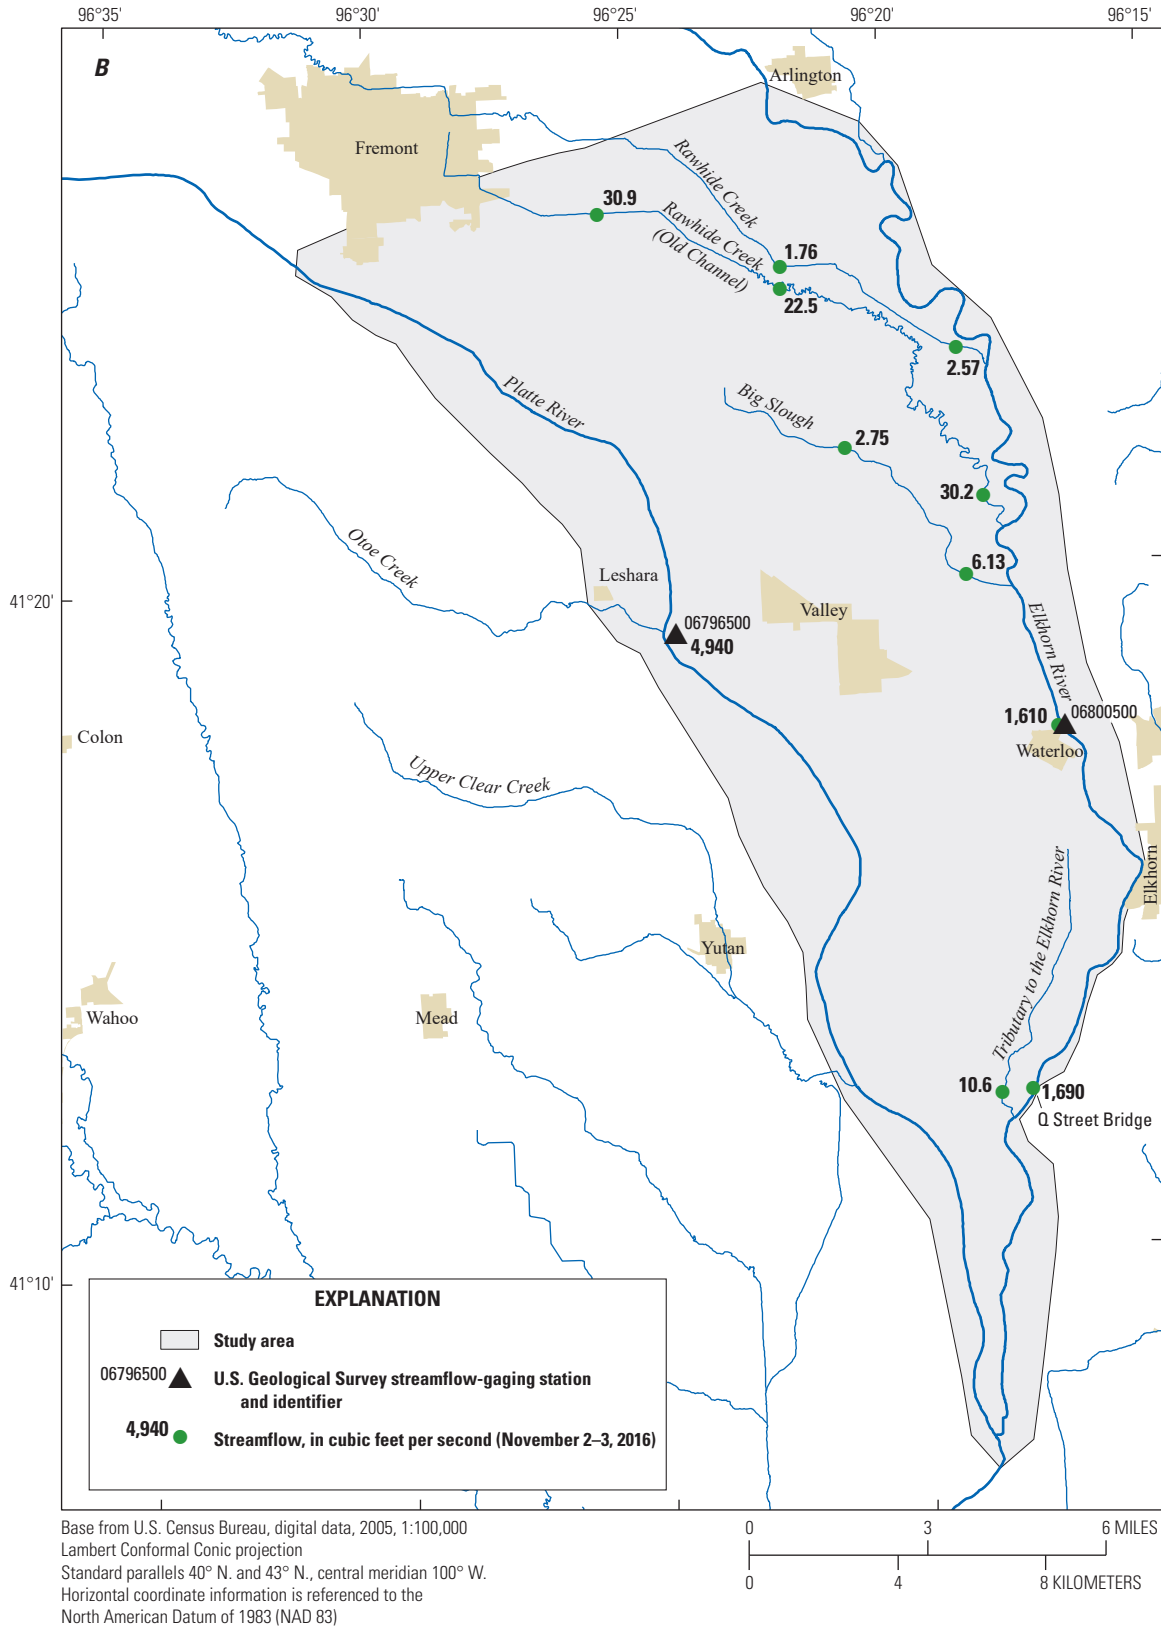 96°35' 96°30' 96°25' 96°20' 96°15'
B
Arlington
Fremont
Rawhide Creek
30.9
Rawhide Creek
(Old Channel)
1.76
22.5
2.57
Platte River
Big Slough
2.75
30.2
Otoe Creek
6.13
Leshara
41°20'
Valley
Elkhorn River
06796500
4,940
1,610
06800500
Colon
Waterloo
Upper Clear Creek
Elkhorn
Tributary to the Elkhorn River
Yutan
Wahoo
Mead
10.6
1,690
Q Street Bridge
41°10'
EXPLANATION
Study area
06796500 U.S. Geological Survey streamflow-gaging station
and identifier
4,940 Streamflow, in cubic feet per second (November 2–3, 2016)
Base from U.S. Census Bureau, digital data, 2005, 1:100,000
Lambert Conformal Conic projection
Standard parallels 40° N. and 43° N., central meridian 100° W.
Horizontal coordinate information is referenced to the
North American Datum of 1983 (NAD 83)
0 3 6 MILES
0 4 8 KILOMETERS